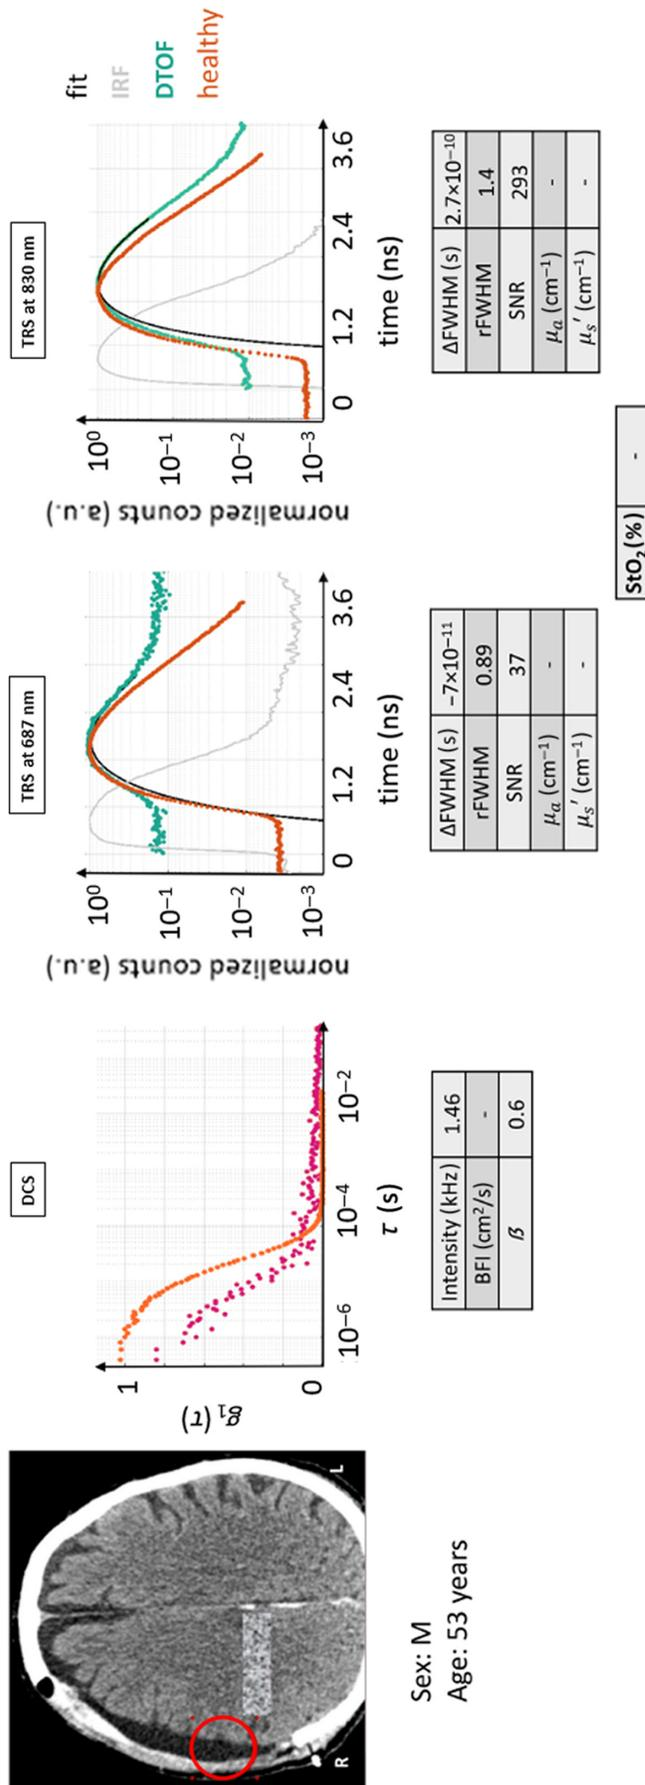 R
L
Sex: M
Age: 53 years
DCS
g₁(τ)
1
0
10⁻⁶
10⁻⁴
10⁻²
τ (s)
Intensity (kHz) 1.46
BFI (cm²/s) -
β 0.6
TRS at 687 nm
normalized counts (a.u.)
10⁰
10⁻¹
10⁻²
10⁻³
0 1.2 2.4 3.6
time (ns)
ΔFWHM (s) −7×10⁻¹¹
rFWHM 0.89
SNR 37
μₐ (cm⁻¹) -
μₛ' (cm⁻¹) -
TRS at 830 nm
normalized counts (a.u.)
10⁰
10⁻¹
10⁻²
10⁻³
0 1.2 2.4 3.6
time (ns)
fit
IRF
DTOF
healthy
ΔFWHM (s) 2.7×10⁻¹⁰
rFWHM 1.4
SNR 293
μₐ (cm⁻¹) -
μₛ' (cm⁻¹) -
StO₂(%) -